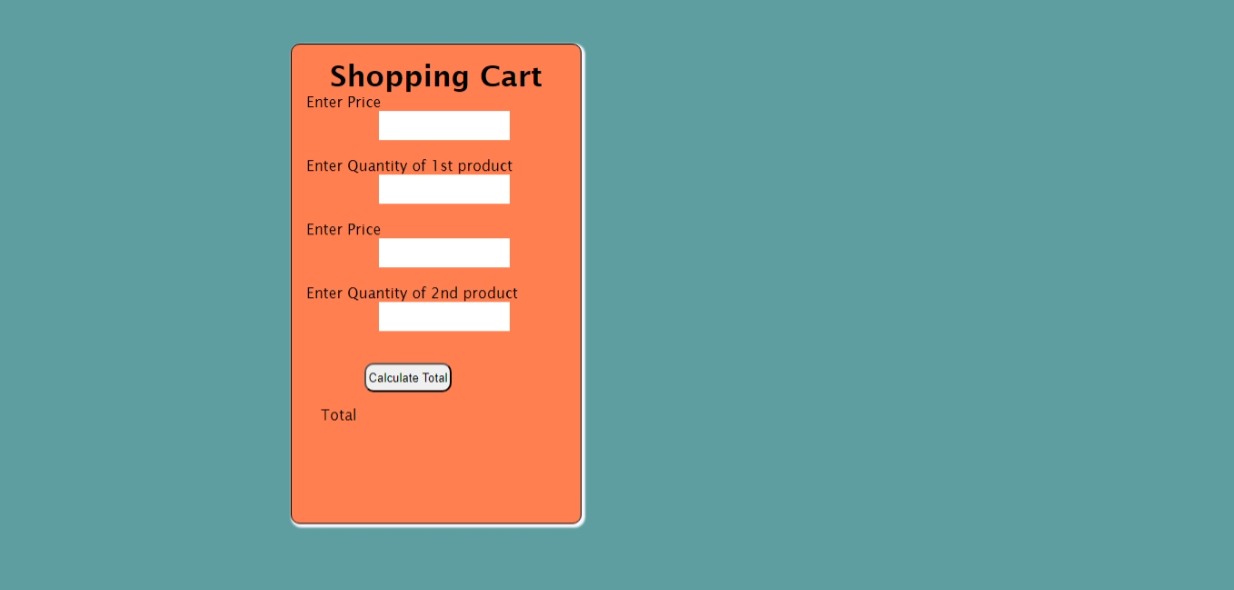 Shopping Cart
Enter Price
Enter Quantity of 1st product
Enter Price
Enter Quantity of 2nd product
Calculate Total
Total